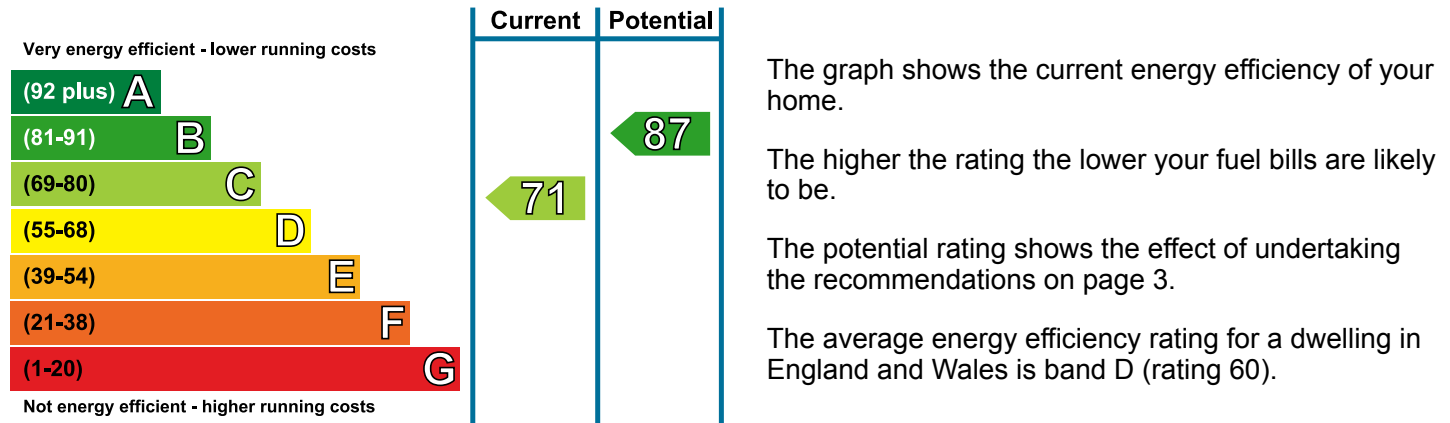 Current Potential
Very energy efficient - lower running costs
(92 plus) A
(81-91) B
87
(69-80) C
71
(55-68) D
(39-54) E
(21-38) F
(1-20) G
Not energy efficient - higher running costs
The graph shows the current energy efficiency of your
home.
The higher the rating the lower your fuel bills are likely
to be.
The potential rating shows the effect of undertaking
the recommendations on page 3.
The average energy efficiency rating for a dwelling in
England and Wales is band D (rating 60).